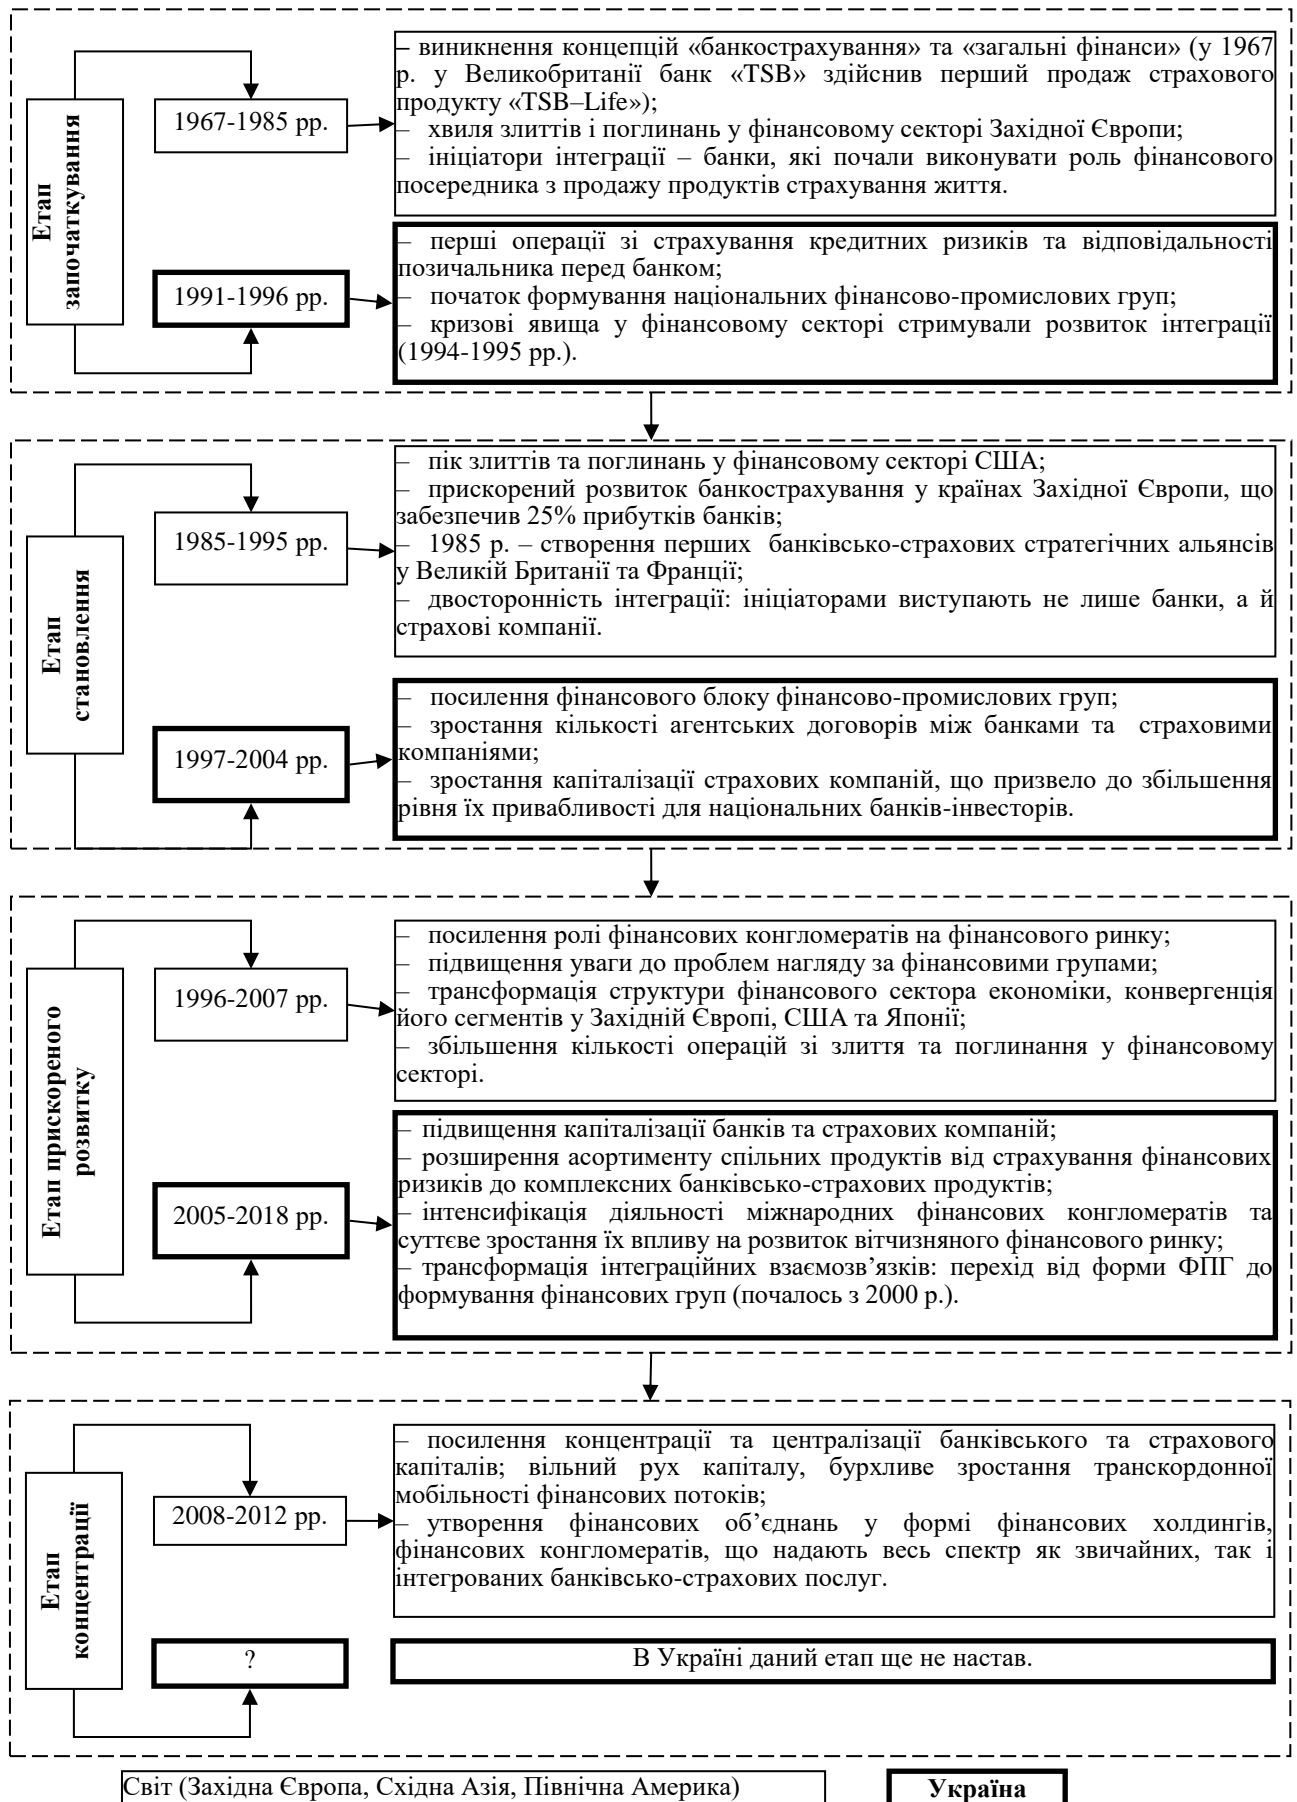 Етап
започаткування
1967-1985 рр.
– виникнення концепцій «банкострахування» та «загальні фінанси» (у 1967
р. у Великобританії банк «TSB» здійснив перший продаж страхового
продукту «TSB–Life»);
– хвиля злиттів і поглинань у фінансовому секторі Західної Європи;
– ініціатори інтеграції – банки, які почали виконувати роль фінансового
посередника з продажу продуктів страхування життя.
1991-1996 рр.
– перші операції зі страхування кредитних ризиків та відповідальності
позичальника перед банком;
– початок формування національних фінансово-промислових груп;
– кризові явища у фінансовому секторі стримували розвиток інтеграції
(1994-1995 рр.).
Етап
становлення
1985-1995 рр.
– пік злиттів та поглинань у фінансовому секторі США;
– прискорений розвиток банкострахування у країнах Західної Європи, що
забезпечив 25% прибутків банків;
– 1985 р. – створення перших банківсько-страхових стратегічних альянсів
у Великій Британії та Франції;
– двосторонність інтеграції: ініціаторами виступають не лише банки, а й
страхові компанії.
1997-2004 рр.
– посилення фінансового блоку фінансово-промислових груп;
– зростання кількості агентських договорів між банками та страховими
компаніями;
– зростання капіталізації страхових компаній, що призвело до збільшення
рівня їх привабливості для національних банків-інвесторів.
Етап прискореного
розвитку
1996-2007 рр.
– посилення ролі фінансових конгломератів на фінансового ринку;
– підвищення уваги до проблем нагляду за фінансовими групами;
– трансформація структури фінансового сектора економіки, конвергенція
його сегментів у Західній Європі, США та Японії;
– збільшення кількості операцій зі злиття та поглинання у фінансовому
секторі.
2005-2018 рр.
– підвищення капіталізації банків та страхових компаній;
– розширення асортименту спільних продуктів від страхування фінансових
ризиків до комплексних банківсько-страхових продуктів;
– інтенсифікація діяльності міжнародних фінансових конгломератів та
суттєве зростання їх впливу на розвиток вітчизняного фінансового ринку;
– трансформація інтеграційних взаємозв’язків: перехід від форми ФПГ до
формування фінансових груп (почалось з 2000 р.).
Етап
концентрації
2008-2012 рр.
– посилення концентрації та централізації банківського та страхового
капіталів; вільний рух капіталу, бурхливе зростання транскордонної
мобільності фінансових потоків;
– утворення фінансових об’єднань у формі фінансових холдингів,
фінансових конгломератів, що надають весь спектр як звичайних, так і
інтегрованих банківсько-страхових послуг.
?
В Україні даний етап ще не настав.
Світ (Західна Європа, Східна Азія, Північна Америка)
Україна